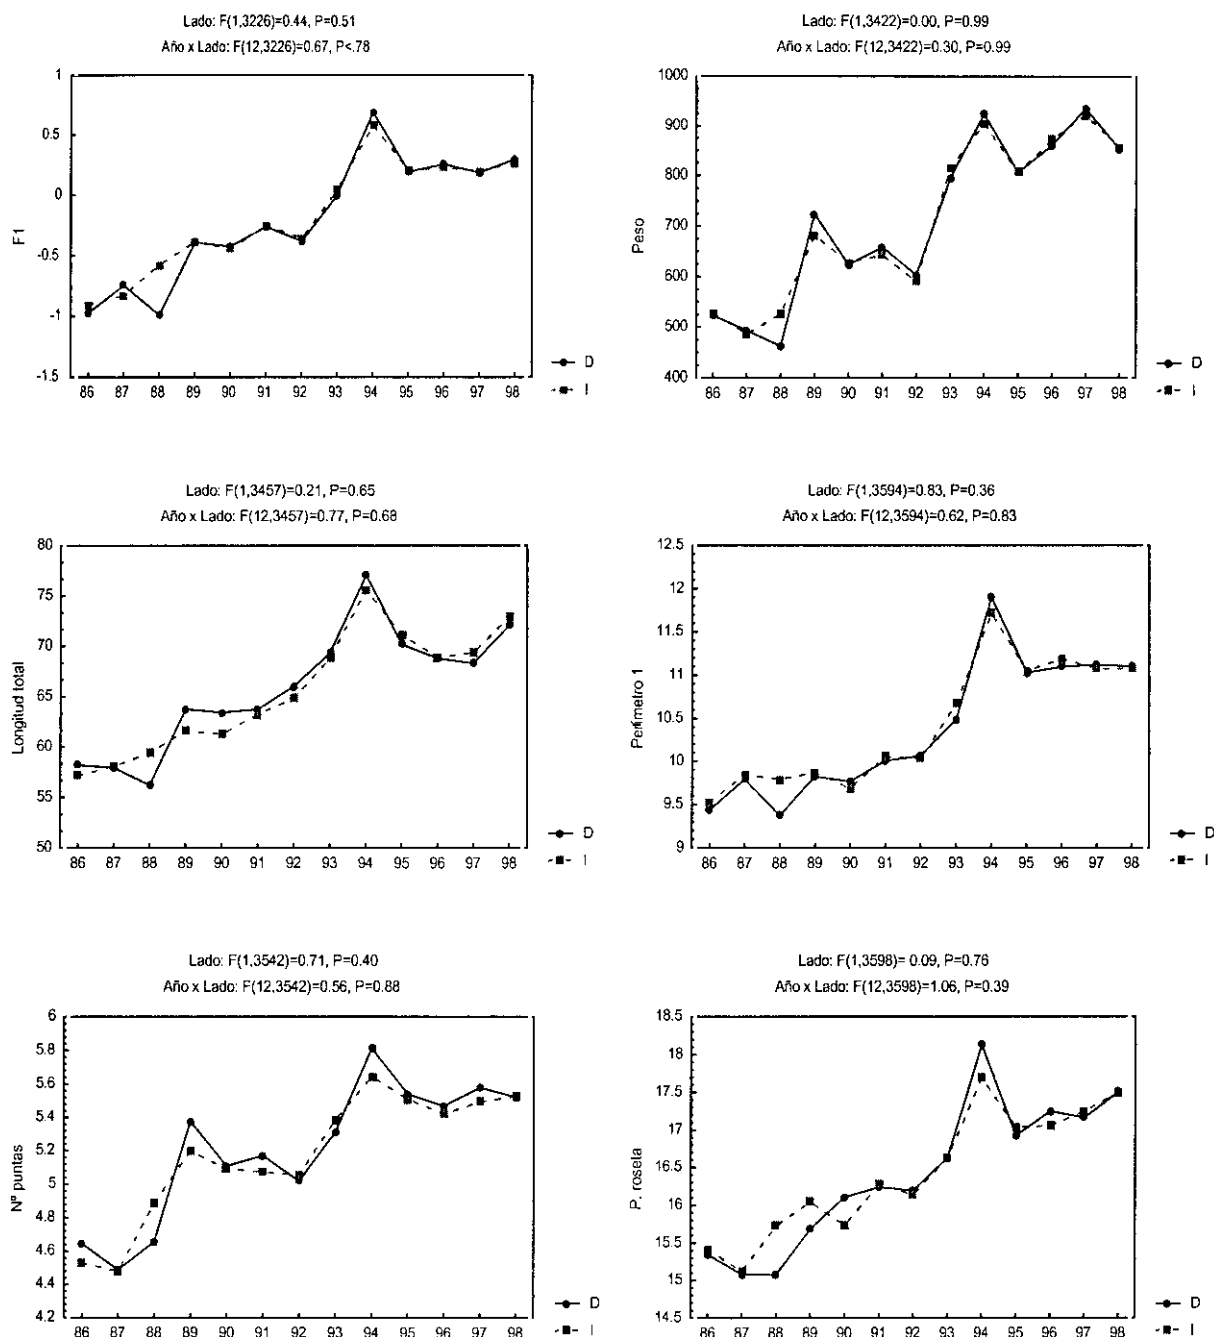 Lado: F(1,3226)=0.44, P=0.51
Año x Lado: F(12,3226)=0.67, P<.78
1
0.5
0
-0.5
-1
-1.5
F1
86 87 88 89 90 91 92 93 94 95 96 97 98
D
I
Lado: F(1,3422)=0.00, P=0.99
Año x Lado: F(12,3422)=0.30, P=0.99
1000
900
800
700
600
500
400
Peso
86 87 88 89 90 91 92 93 94 95 96 97 98
D
I
Lado: F(1,3457)=0.21, P=0.65
Año x Lado: F(12,3457)=0.77, P=0.68
80
75
70
65
60
55
50
Longitud total
86 87 88 89 90 91 92 93 94 95 96 97 98
D
I
Lado: F(1,3594)=0.83, P=0.36
Año x Lado: F(12,3594)=0.62, P=0.83
12.5
12
11.5
11
10.5
10
9.5
9
Perímetro 1
86 87 88 89 90 91 92 93 94 95 96 97 98
D
I
Lado: F(1,3542)=0.71, P=0.40
Año x Lado: F(12,3542)=0.56, P=0.88
6
5.8
5.6
5.4
5.2
5
4.8
4.6
4.4
4.2
Nº puntas
86 87 88 89 90 91 92 93 94 95 96 97 98
D
I
Lado: F(1,3598)= 0.09, P=0.76
Año x Lado: F(12,3598)=1.06, P=0.39
18.5
18
17.5
17
16.5
16
15.5
15
14.5
P. roseta
86 87 88 89 90 91 92 93 94 95 96 97 98
D
I